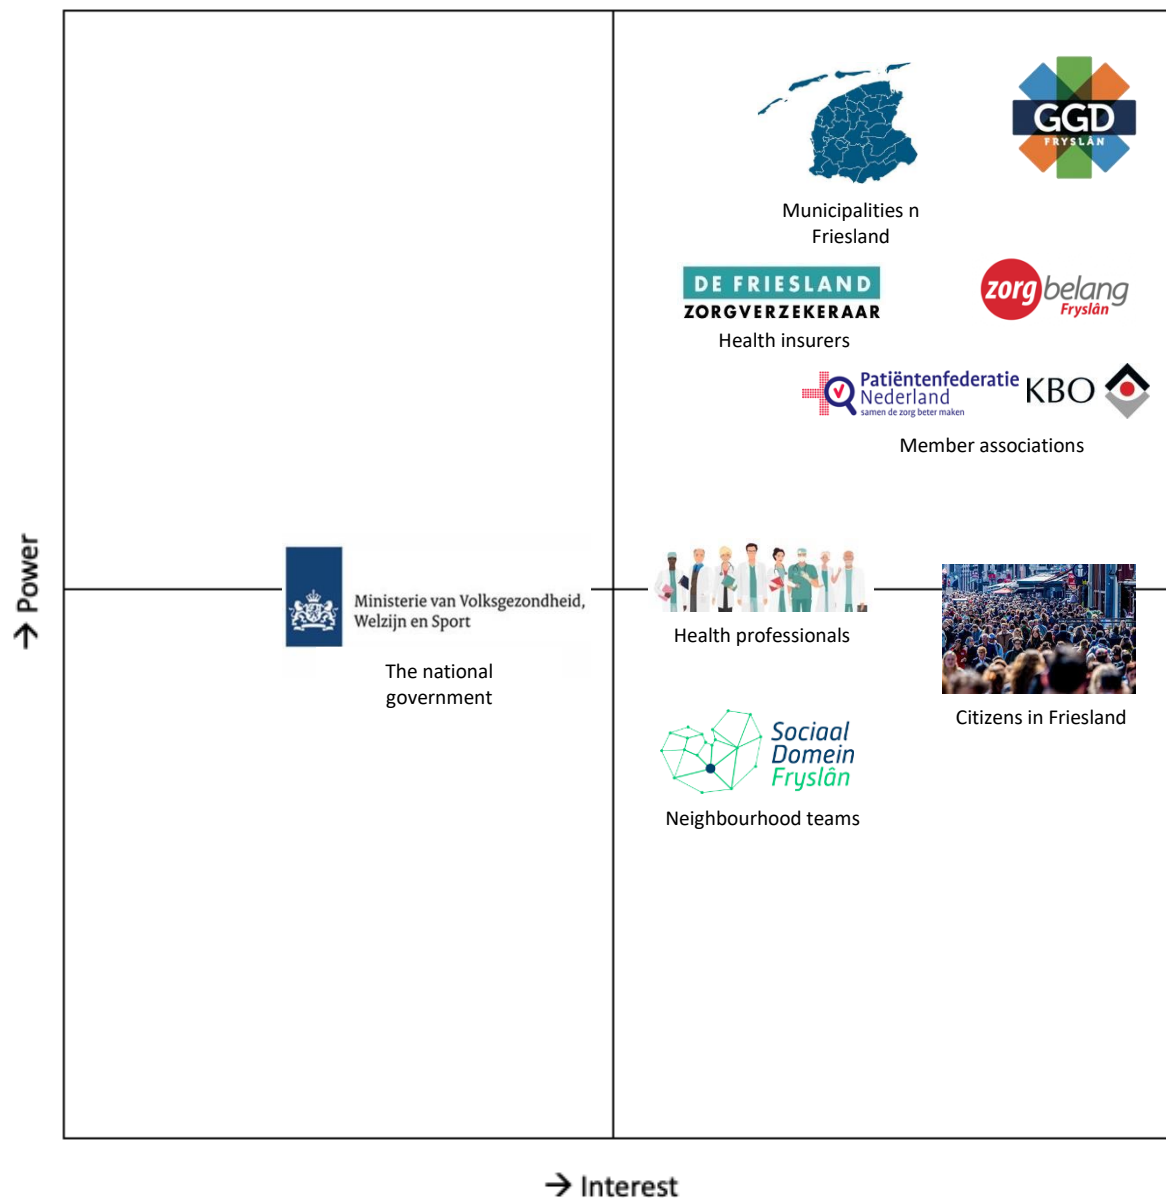 GGD
FRYSLÂN
Municipalities n
Friesland
DE FRIESLAND
ZORGVERZEKERAAR
Health insurers
zorgbelang
Fryslân
Patiëntenfederatie
Nederland
samen de zorg beter maken
KBO
Member associations
→ Power
Ministerie van Volksgezondheid,
Welzijn en Sport
The national
government
Health professionals
Citizens in Friesland
Sociaal
Domein
Fryslân
Neighbourhood teams
→ Interest